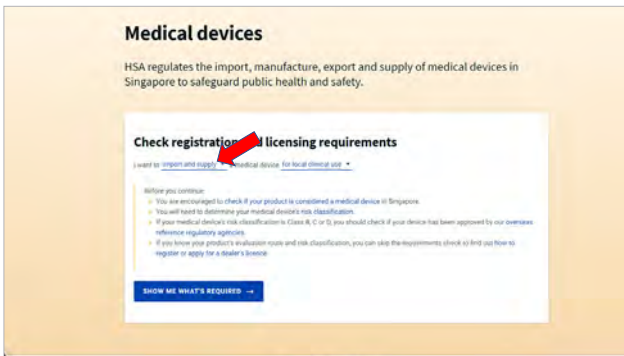 Medical devices
HSA regulates the import, manufacture, export and supply of medical devices in
Singapore to safeguard public health and safety.
Check registration licensing requirements
I want to import and supply medical device for local clinical use
Before you continue:
You are encouraged to check if your product is considered a medical device in Singapore.
You will need to determine your medical device's risk classification.
If your medical device's risk classification is Class B, C or D, you should check if your device has been approved by our overseas
reference regulatory agencies.
If you know your product's evaluation route and risk classification, you can skip the requirements check to find out how to
register or apply for a dealer's licence.
SHOW ME WHAT'S REQUIRED →